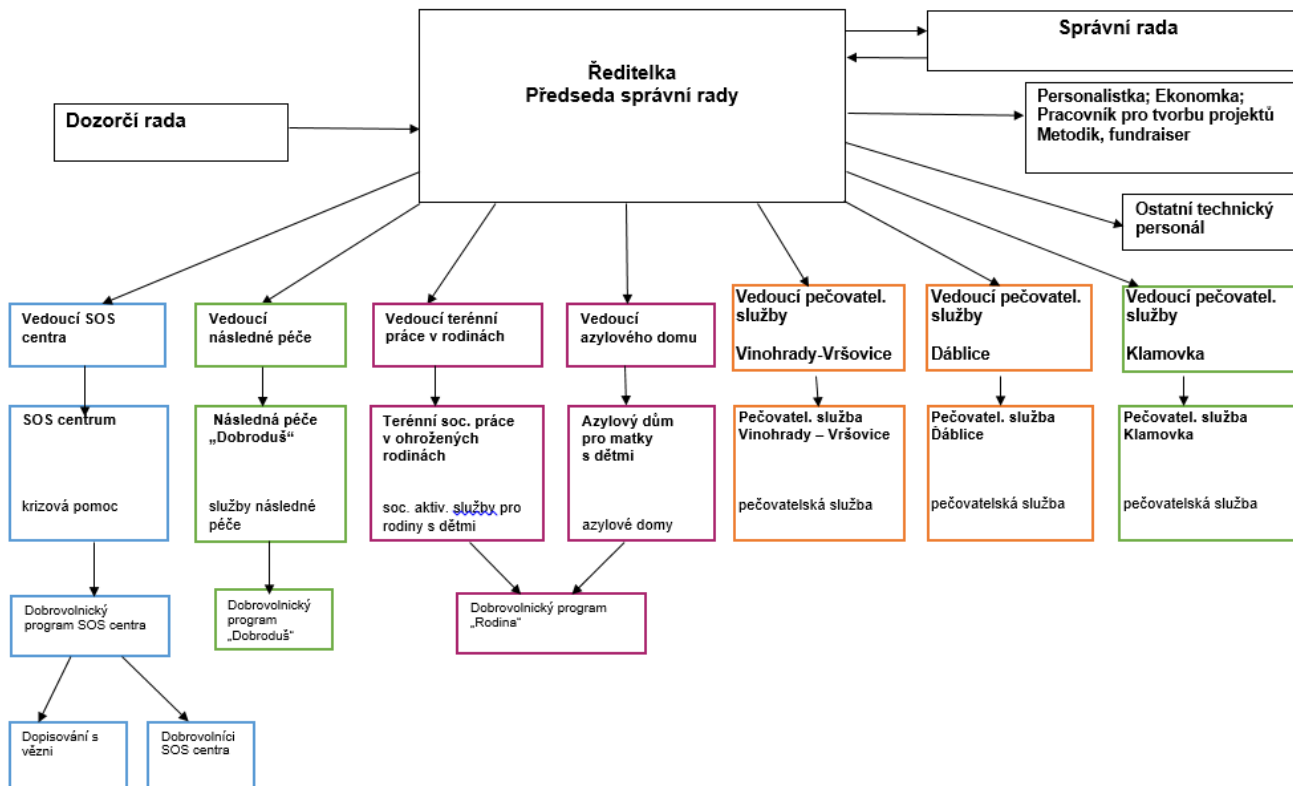 Správní rada
Ředitelka
Předseda správní rady
Personalistka; Ekonomka;
Pracovník pro tvorbu projektů
Metodik, fundraiser
Dozorčí rada
Ostatní technický
personál
Vedoucí SOS
centra
Vedoucí
následné péče
Vedoucí terénní
práce v rodinách
Vedoucí
azylového domu
Vedoucí pečovatel.
služby
Vinohrady-Vršovice
Vedoucí pečovatel.
služby
Dáblice
Vedoucí pečovatel.
služby
Klamovka
SOS centrum
krizová pomoc
Následná péče
„Dobroduš“
služby následné
péče
Terénní soc. práce
v ohrožených
rodinách
soc. aktiv. služby pro
rodiny s dětmi
Azylový dům
pro matky
s dětmi
azylové domy
Pečovatel. služba
Vinohrady – Vršovice
pečovatelská služba
Pečovatel. služba
Ďáblice
pečovatelská služba
Pečovatel. služba
Klamovka
pečovatelská služba
Dobrovolnický
program SOS centra
Dobrovolnický
program
„Dobroduš“
Dobrovolnický program
„Rodina“
Dopisování s
vězni
Dobrovolníci
SOS centra